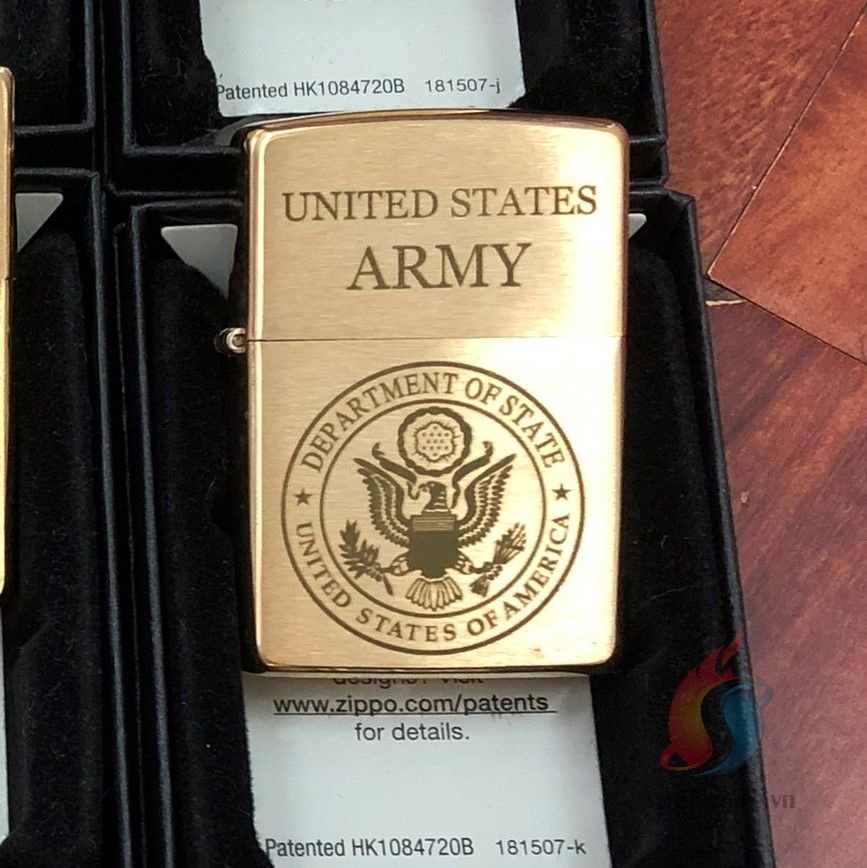 Patented HK1084720B 181507-j
UNITED STATES
ARMY
DEPARTMENT OF STATE
★ UNITED STATES OF AMERICA ★
www.zippo.com/patents
for details.
Patented HK1084720B 181507-k